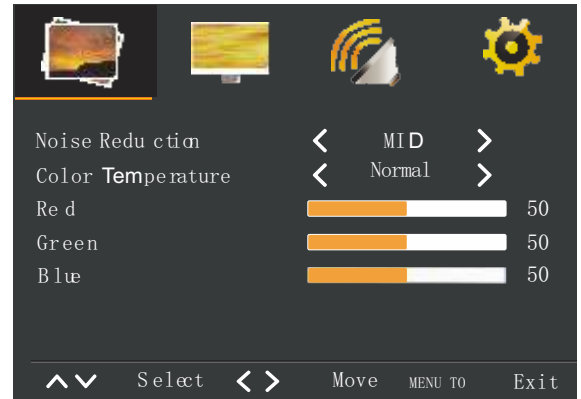 Noise Reduction MID
Color Temperature Normal
Red 50
Green 50
Blue 50
Select Move MENU TO Exit